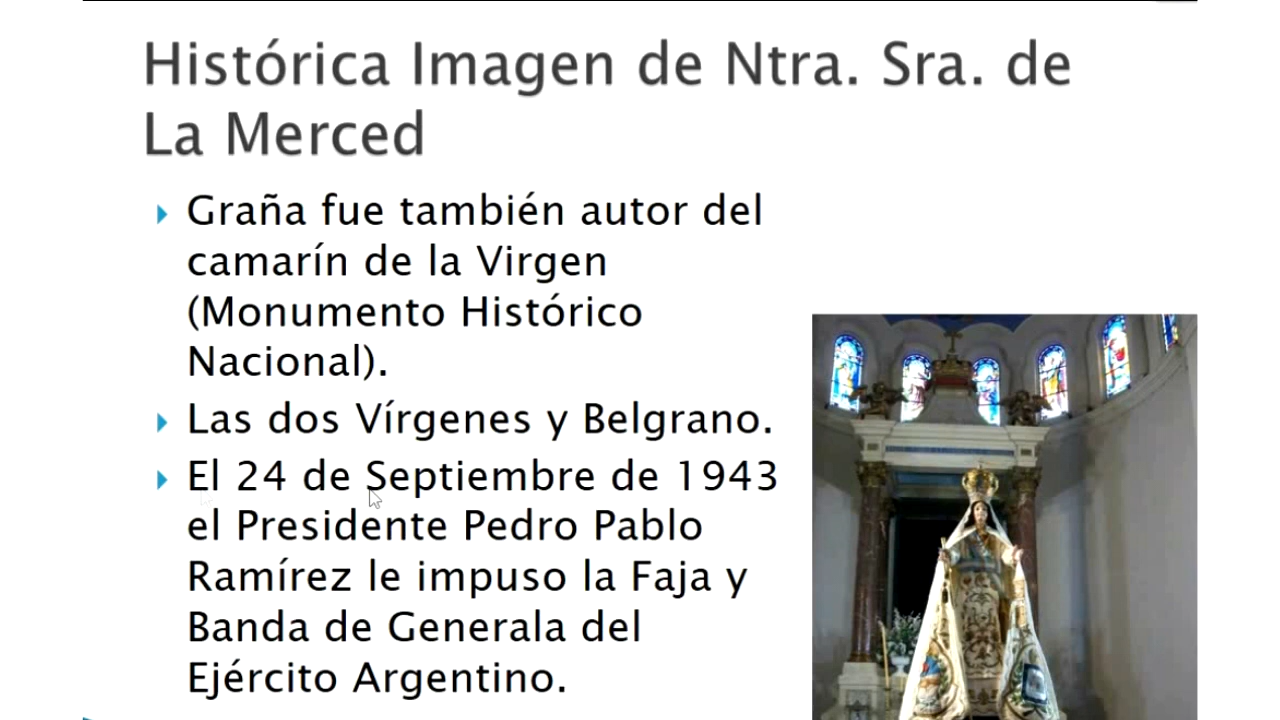 Histórica Imagen de Ntra. Sra. de
La Merced
Graña fue también autor del
camarín de la Virgen
(Monumento Histórico
Nacional).
Las dos Vírgenes y Belgrano.
El 24 de Septiembre de 1943
el Presidente Pedro Pablo
Ramírez le impuso la Faja y
Banda de Generala del
Ejército Argentino.